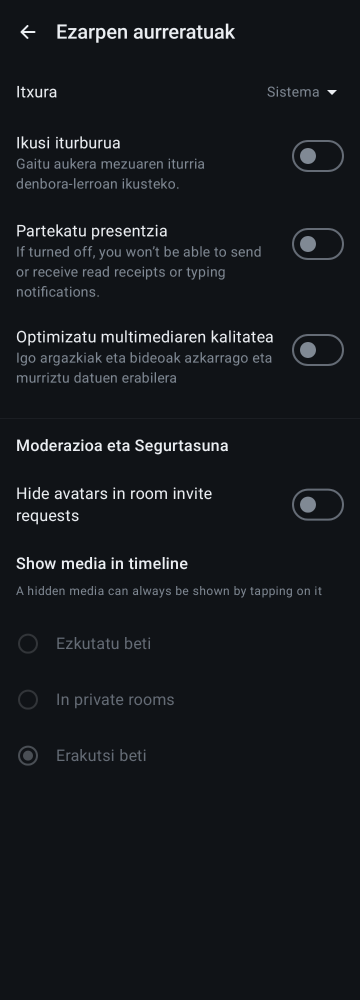 Ezarpen aurreratuak
Itxura
Sistema
Ikusi iturburua
Gaitu aukera mezuaren iturria
denbora-lerroan ikusteko.
Partekatu presentzia
If turned off, you won't be able to send
or receive read receipts or typing
notifications.
Optimizatu multimediaren kalitatea
Igo argazkiak eta bideoak azkarrago eta
murriztu datuen erabilera
Moderazioa eta Segurtasuna
Hide avatars in room invite
requests
Show media in timeline
A hidden media can always be shown by tapping on it
Ezkutatu beti
In private rooms
Erakutsi beti